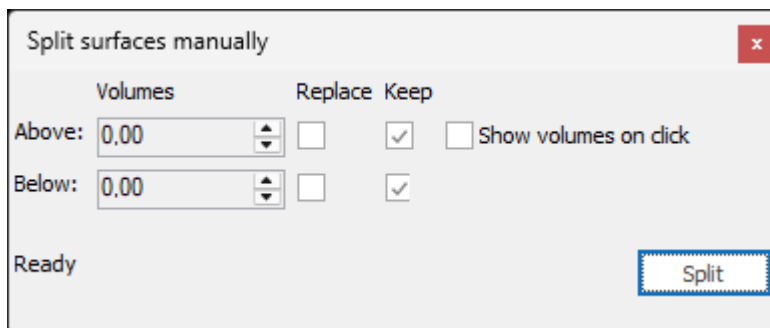 Split surfaces manually
x
Volumes Replace Keep
Above: 0,00 Show volumes on click
Below: 0,00
Ready
Split